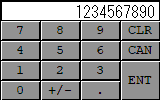 1234567890
7 8 9 CLR
4 5 6 CAN
1 2 3 ENT
0 +/- .